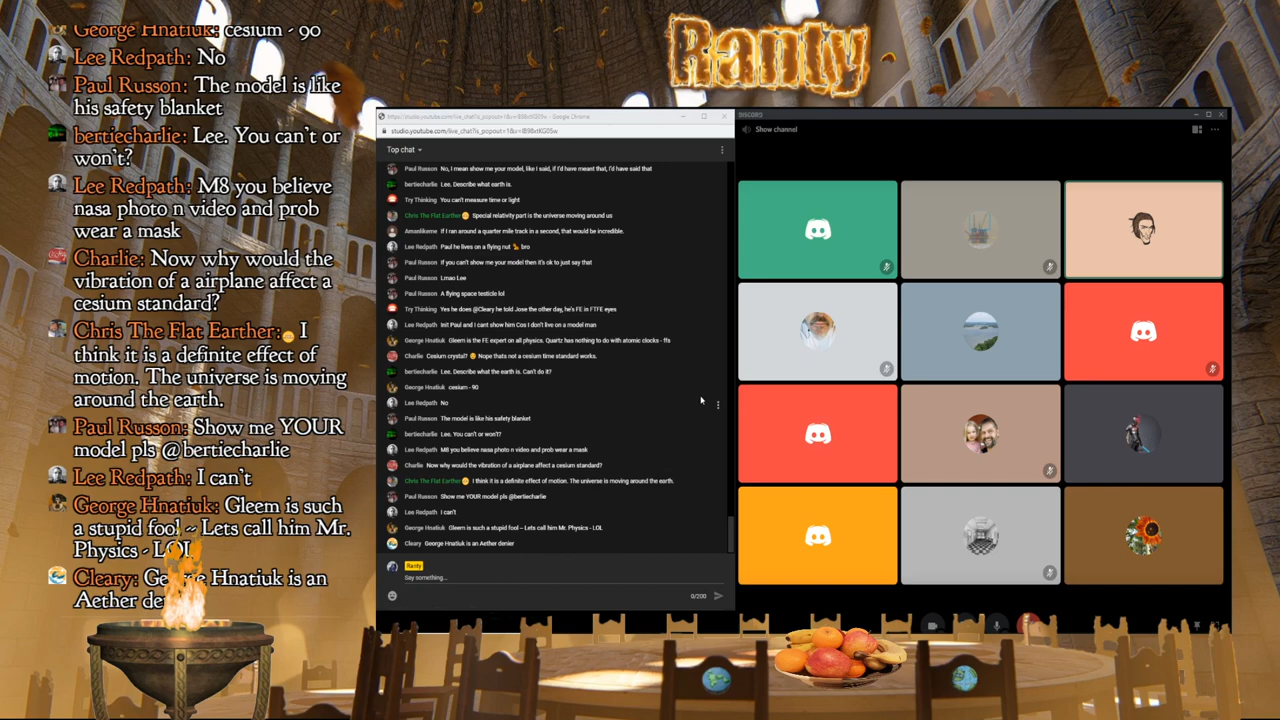 George Hnatiuk: cesium - 90
Lee Redpath: No
Paul Russon: The model is like
his safety blanket
bertiecharlie: Lee. You can't or
won't?
Lee Redpath: M8 you believe
nasa photo n video and prob
wear a mask
Charlie: Now why would the
vibration of a airplane affect a
cesium standard?
Chris The Flat Earther: I
think it is a definite effect of
motion. The universe is moving
around the earth.
Paul Russon: Show me YOUR
model pls @bertiecharlie
Lee Redpath: I can't
George Hnatiuk: Gleem is such
a stupid fool ~ Lets call him Mr.
Physics - LOL
Cleary: George Hnatiuk is an
Aether
Ranty
studio.youtube.com/live_chat?is_popout=1&v=
Top chat
Paul Russon No, I mean show me your model, like I said, if I'd have meant that, I'd have said that
bertiecharlie Lee. Describe what earth is.
Try Thinking You can't measure time or light
Chris The Flat Earther Special relativity part is the universe moving around us
Amanlikeme If I ran around a quarter mile track in a second, that would be incredible.
Lee Redpath Paul he lives on a flying nut bro
Paul Russon If you can't show me your model then it's ok to just say that
Paul Russon Lmao Lee
Paul Russon A flying space testicle lol
Try Thinking Yes he does @Cleary he told Jose the other day, he's FE in FTFE eyes
Lee Redpath Init Paul and I cant show him Cos I don't live on a model man
George Hnatiuk Gleem is the FE expert on all physics. Quartz has nothing to do with atomic clocks - ffs
Charlie Cesium crystal? Nope thats not a cesium time standard works.
bertiecharlie Lee. Describe what the earth is. Can't do it?
George Hnatiuk cesium - 90
Lee Redpath No
Paul Russon The model is like his safety blanket
bertiecharlie Lee. You can't or won't?
Lee Redpath M8 you believe nasa photo n video and prob wear a mask
Charlie Now why would the vibration of a airplane affect a cesium standard?
Chris The Flat Earther I think it is a definite effect of motion. The universe is moving around the earth.
Paul Russon Show me YOUR model pls @bertiecharlie
Lee Redpath I can't
George Hnatiuk Gleem is such a stupid fool ~ Lets call him Mr. Physics - LOL
Cleary George Hnatiuk is an Aether denier
Ranty
Say something...
0/200
DISCORD
Show channel